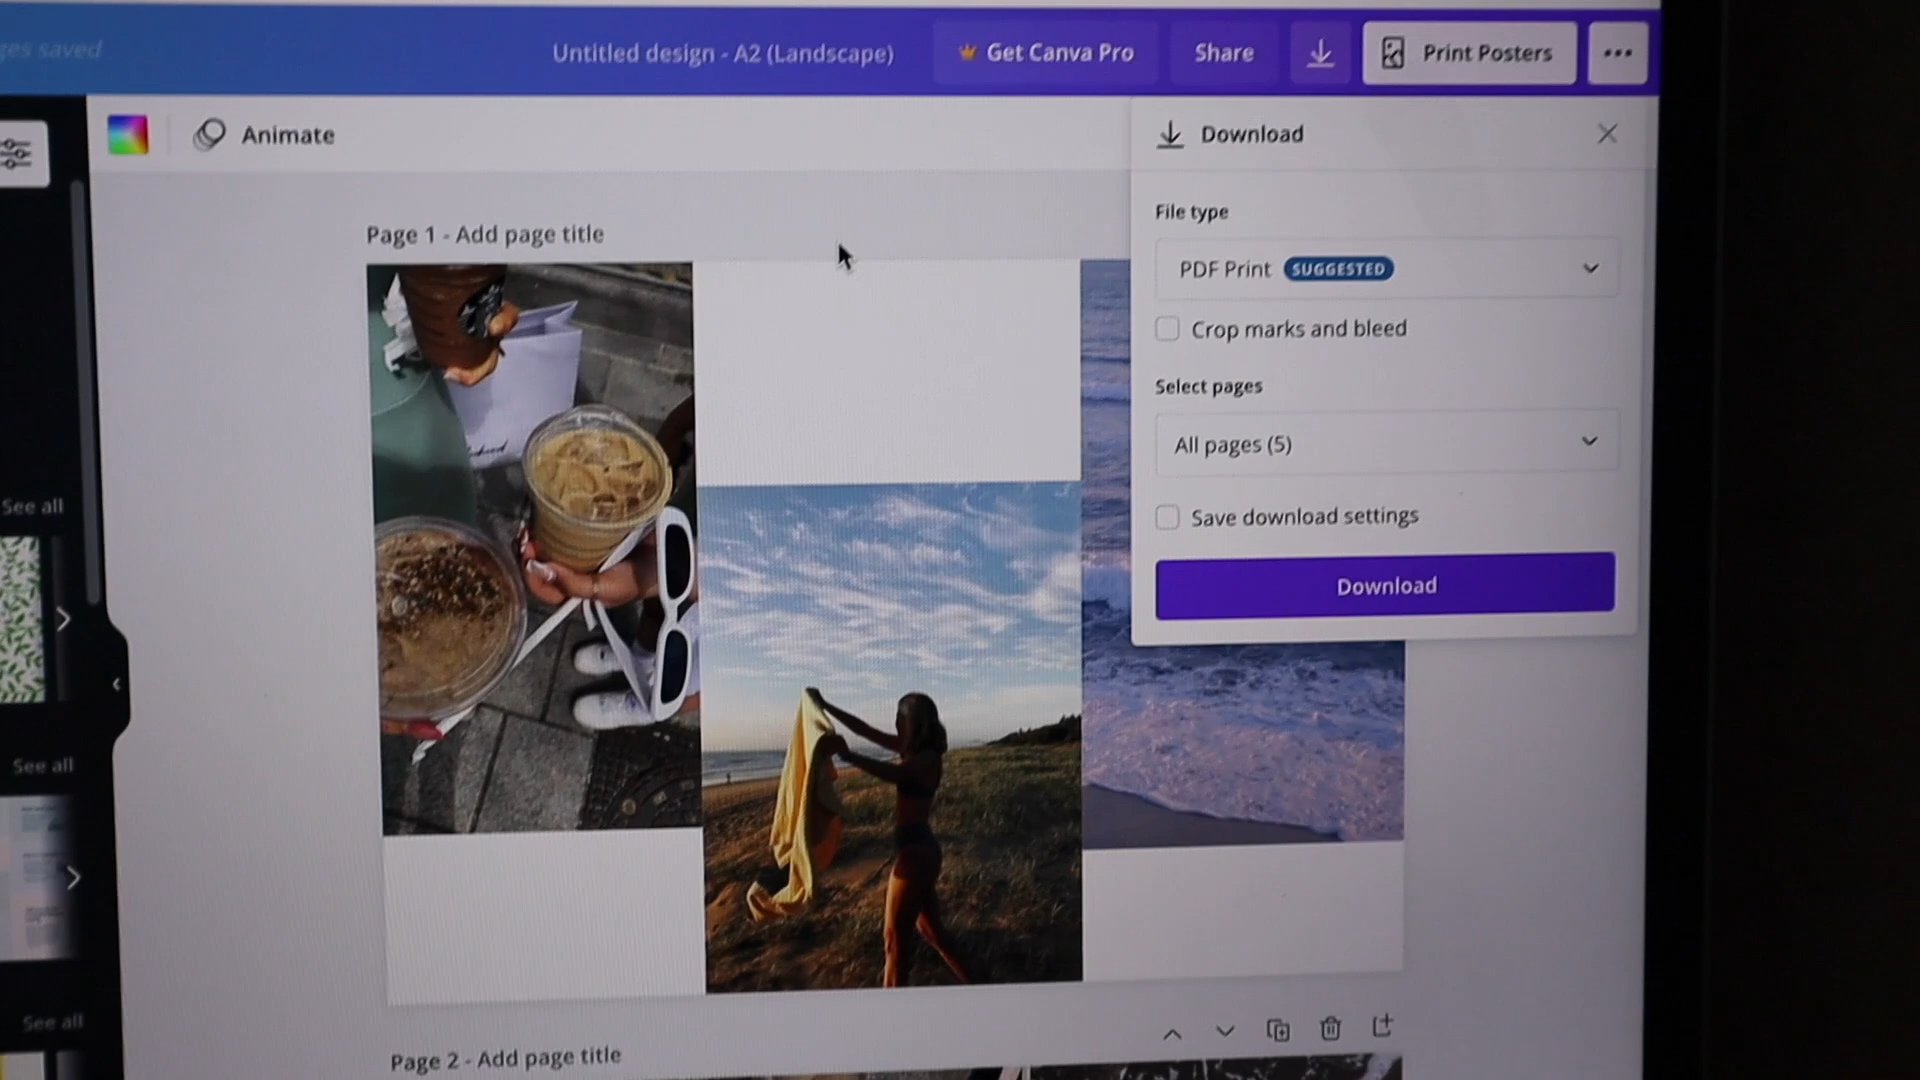 ges saved
Untitled design - A2 (Landscape)
Get Canva Pro
Share
Print Posters
Animate
Download
File type
PDF Print SUGGESTED
Crop marks and bleed
Select pages
All pages (5)
Save download settings
Download
Page 1 - Add page title
See all
See all
See all
Page 2 - Add page title